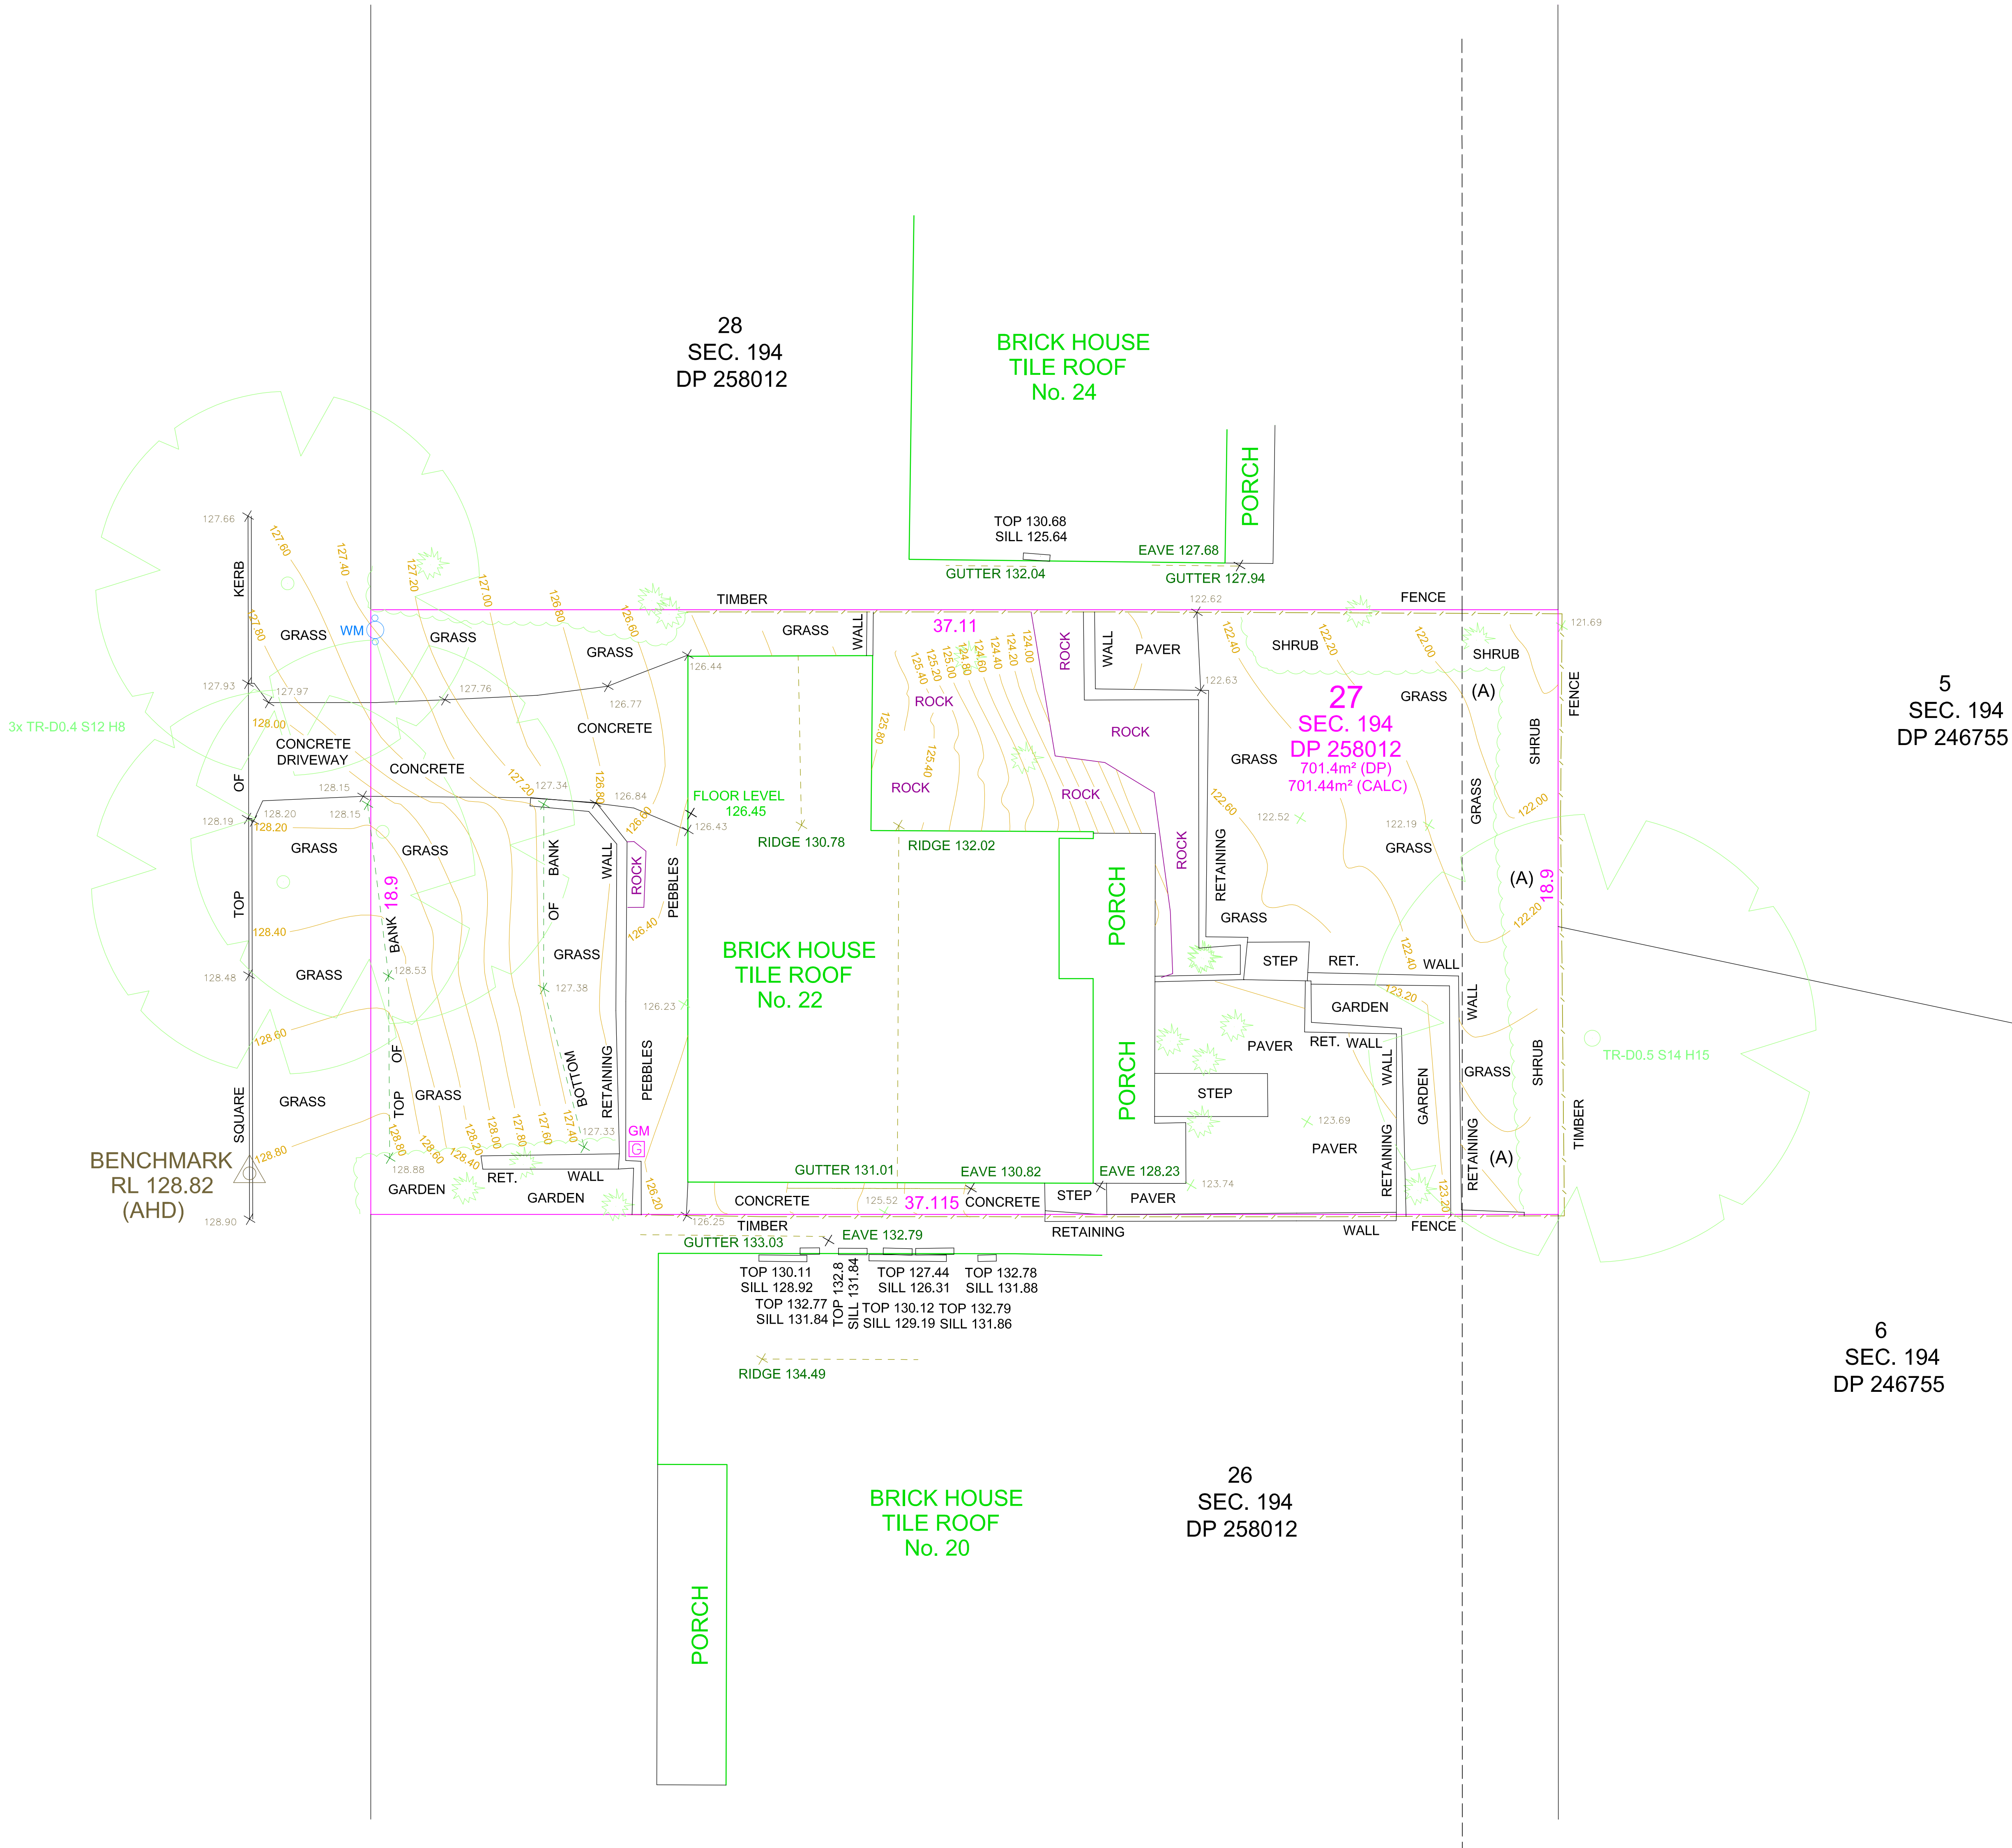 28
SEC. 194
DP 258012
BRICK HOUSE
TILE ROOF
No. 24
PORCH
TOP 130.68
SILL 125.64
EAVE 127.68
GUTTER 132.04
GUTTER 127.94
127.66
127.60
127.40
127.20
127.00
126.80
126.60
KERB
TIMBER
FENCE
122.62
121.69
127.80
WM
GRASS
GRASS
GRASS
GRASS
WALL
37.11
ROCK
WALL
PAVER
122.40
SHRUB
122.20
122.00
SHRUB
126.44
125.40
125.20
125.00
124.80
124.60
124.40
124.20
124.00
127.93
127.97
127.76
126.77
122.63
27
SEC. 194
DP 258012
701.4m² (DP)
701.44m² (CALC)
GRASS
(A)
FENCE
5
SEC. 194
DP 246755
3x TR-D0.4 S12 H8
128.00
CONCRETE
DRIVEWAY
CONCRETE
CONCRETE
125.80
ROCK
125.40
ROCK
ROCK
ROCK
GRASS
SHRUB
OF
128.15
127.20
127.34
126.80
126.84
FLOOR LEVEL
126.45
122.60
GRASS
122.00
128.19
128.20
128.20
128.15
126.60
126.43
RIDGE 130.78
RIDGE 132.02
122.52
122.19
GRASS
GRASS
GRASS
BANK
WALL
ROCK
PEBBLES
ROCK
RETAINING
TOP
18.9
BANK
OF
126.40
PORCH
GRASS
(A)
18.9
122.20
128.40
GRASS
BRICK HOUSE
TILE ROOF
No. 22
122.40
STEP
RET.
WALL
128.48
GRASS
128.53
127.38
126.23
123.20
GARDEN
WALL
128.60
OF
BOTTOM
RETAINING
PEBBLES
PORCH
PAVER
RET.
WALL
WALL
SHRUB
TR-D0.5 S14 H15
GRASS
SQUARE
GRASS
TOP
GRASS
STEP
GARDEN
TIMBER
128.80
128.80
128.60
128.40
128.20
128.00
127.80
127.60
127.40
127.33
GM
G
123.69
PAVER
RETAINING
RETAINING
(A)
BENCHMARK
RL 128.82
(AHD)
128.88
RET.
WALL
GARDEN
GARDEN
126.20
GUTTER 131.01
EAVE 130.82
EAVE 128.23
123.74
123.20
128.90
126.25
CONCRETE
125.52
37.115
CONCRETE
STEP
PAVER
TIMBER
RETAINING
WALL
FENCE
GUTTER 133.03
EAVE 132.79
TOP 130.11
SILL 128.92
TOP 132.8
SILL 131.84
TOP 127.44
SILL 126.31
TOP 132.78
SILL 131.88
TOP 132.77
SILL 131.84
TOP 130.12
SILL 129.19
TOP 132.79
SILL 131.86
RIDGE 134.49
6
SEC. 194
DP 246755
26
SEC. 194
DP 258012
BRICK HOUSE
TILE ROOF
No. 20
PORCH